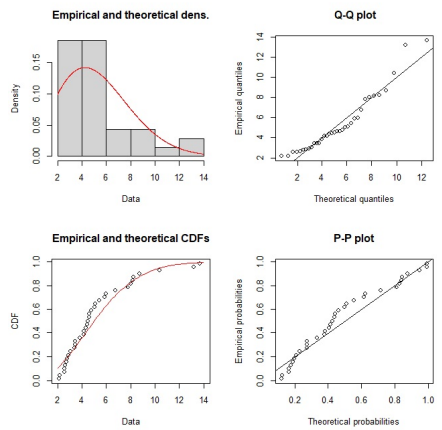 Empirical and theoretical dens.
Density
0.00 0.05 0.10 0.15
2 4 6 8 10 12 14
Data
Q-Q plot
Empirical quantiles
2 4 6 8 10 12 14
2 4 6 8 10 12
Theoretical quantiles
Empirical and theoretical CDFs
CDF
0.0 0.2 0.4 0.6 0.8 1.0
2 4 6 8 10 12 14
Data
P-P plot
Empirical probabilities
0.0 0.2 0.4 0.6 0.8 1.0
0.2 0.4 0.6 0.8 1.0
Theoretical probabilities